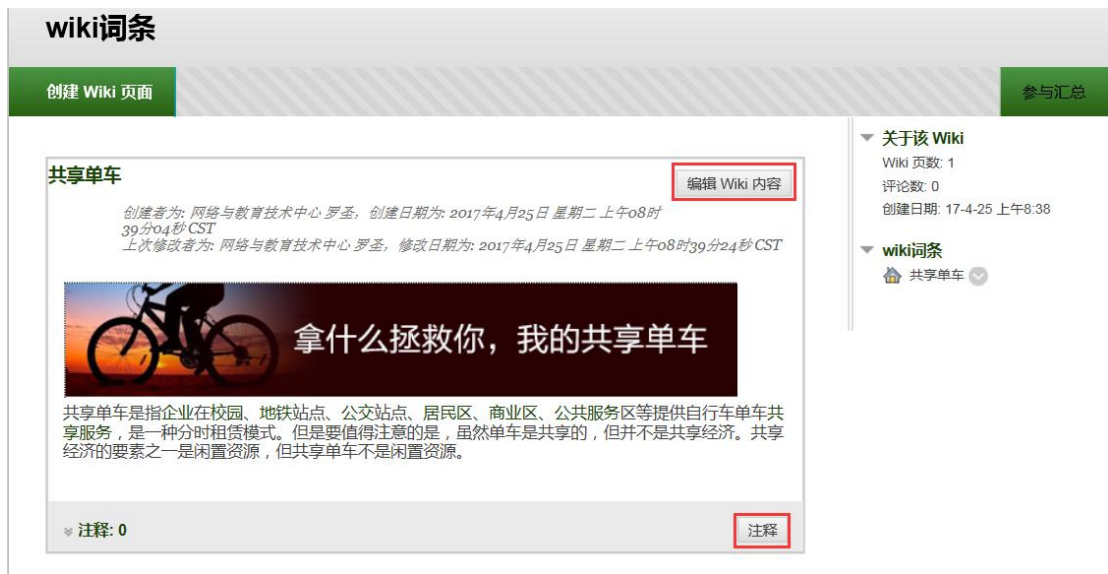 wiki词条
创建 Wiki 页面
参与汇总
共享单车
编辑 Wiki 内容
创建者为: 网络与教育技术中心 罗圣，创建日期为: 2017年4月25日 星期二 上午08时
39分04秒 CST
上次修改者为: 网络与教育技术中心 罗圣，修改日期为: 2017年4月25日 星期二 上午08时39分24秒 CST
拿什么拯救你，我的共享单车
共享单车是指企业在校园、地铁站点、公交站点、居民区、商业区、公共服务区等提供自行车单车共
享服务，是一种分时租赁模式。但是要值得注意的是，虽然单车是共享的，但并不是共享经济。共享
经济的要素之一是闲置资源，但共享单车不是闲置资源。
注释: 0
注释
关于该 Wiki
Wiki 页数: 1
评论数: 0
创建日期: 17-4-25 上午8:38
wiki词条
共享单车